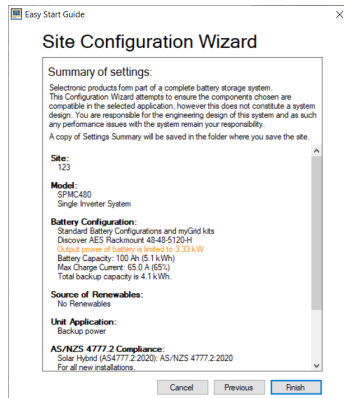 Easy Start Guide
Site Configuration Wizard
Summary of settings:
Selectronic products form part of a complete battery storage system.
This Configuration Wizard attempts to ensure the components chosen are
compatible in the selected application, however this does not constitute a system
design. You are responsible for the engineering design of this system and as such
any performance issues with the system remain your responsibility.
A copy of Settings Summary will be saved in the folder where you save the site.
Site:
123
Model:
SPMC480
Single Inverter System
Battery Configuration:
Standard Battery Configurations and myGrid kits
Discover AES Rackmount 48-48-5120-H
Output power of battery is limited to 3.33 kW
Battery Capacity: 100 Ah (5.1 kWh)
Max Charge Current: 65.0 A (65%)
Total backup capacity is 4.1 kWh.
Source of Renewables:
No Renewables
Unit Application:
Backup power
AS/NZS 4777.2 Compliance:
Solar Hybrid (AS4777.2:2020): AS/NZS 4777.2:2020
For all new installations.
Cancel
Previous
Finish